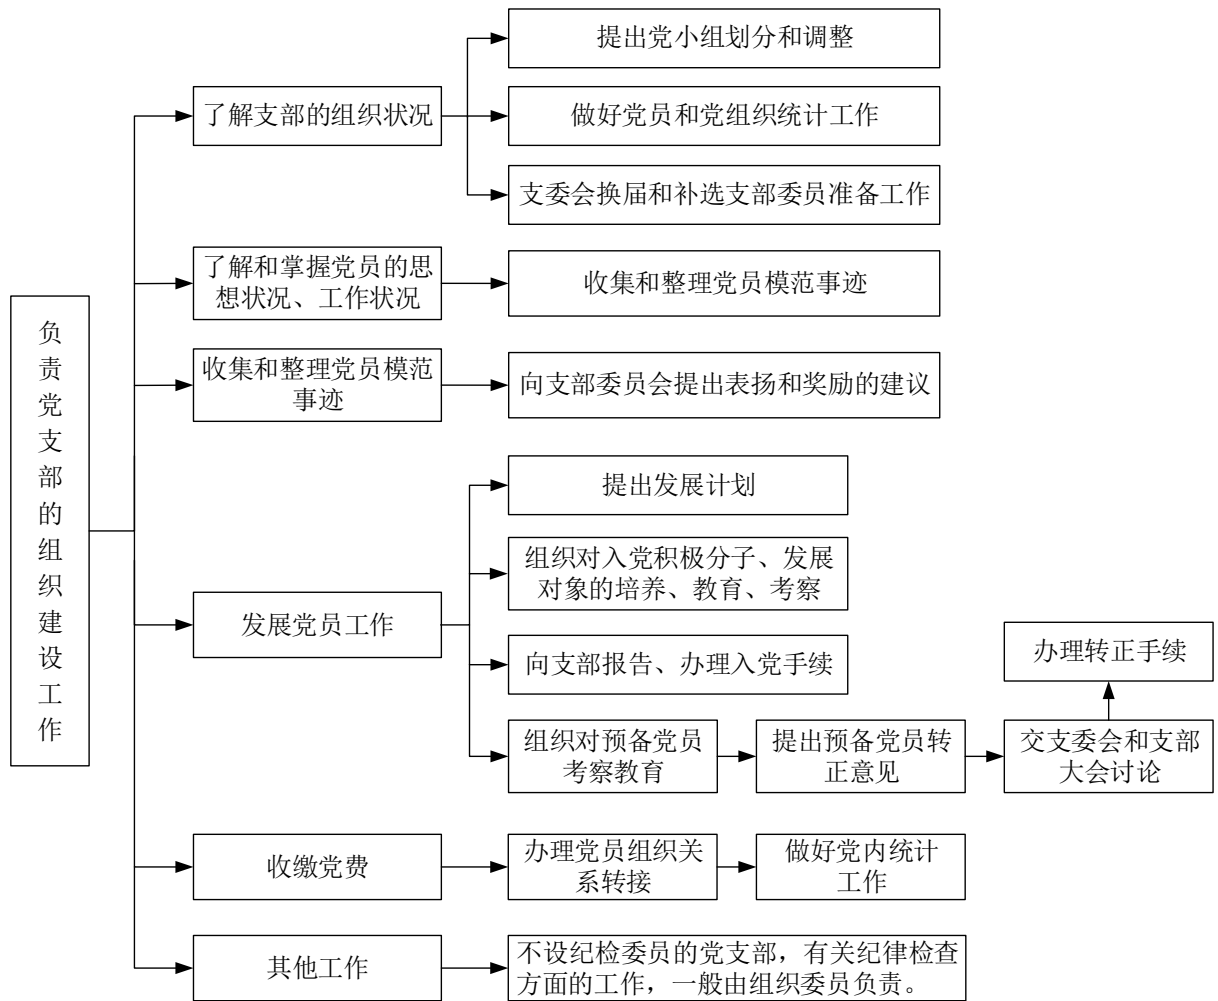 负责党支部的组织建设工作
了解支部的组织状况
提出党小组划分和调整
做好党员和党组织统计工作
支委会换届和补选支部委员准备工作
了解和掌握党员的思
想状况、工作状况
收集和整理党员模范事迹
收集和整理党员模范
事迹
向支部委员会提出表扬和奖励的建议
发展党员工作
提出发展计划
组织对入党积极分子、发展
对象的培养、教育、考察
向支部报告、办理入党手续
组织对预备党员
考察教育
提出预备党员转
正意见
交支委会和支部
大会讨论
办理转正手续
收缴党费
办理党员组织关
系转接
做好党内统计
工作
其他工作
不设纪检委员的党支部，有关纪律检查
方面的工作，一般由组织委员负责。